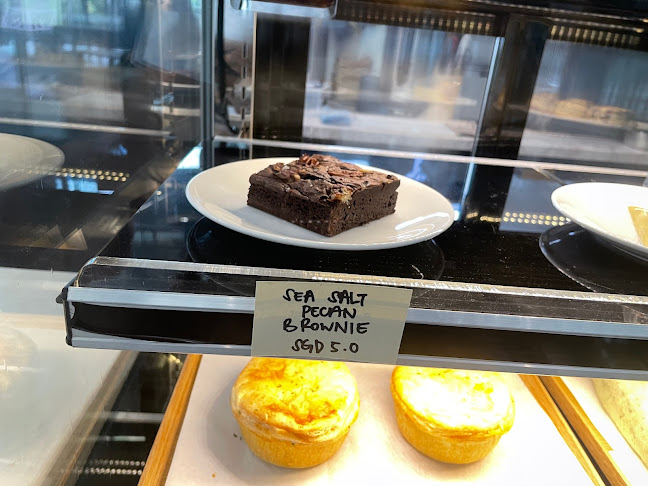 SEA SALT
PECAN
BROWNIE
SGD 5.0